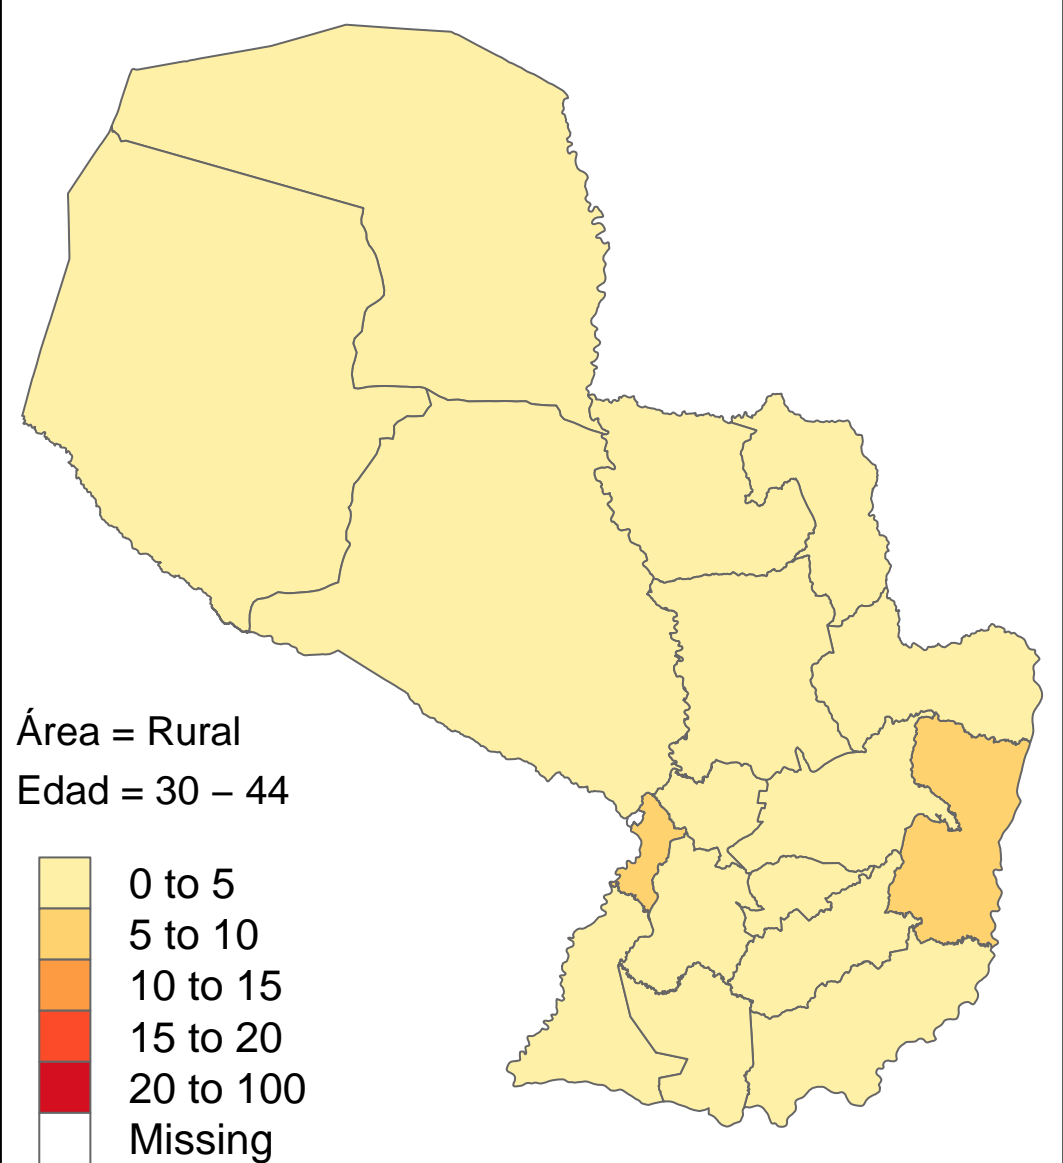 Área = Rural
Edad = 30 – 44
0 to 5
5 to 10
10 to 15
15 to 20
20 to 100
Missing